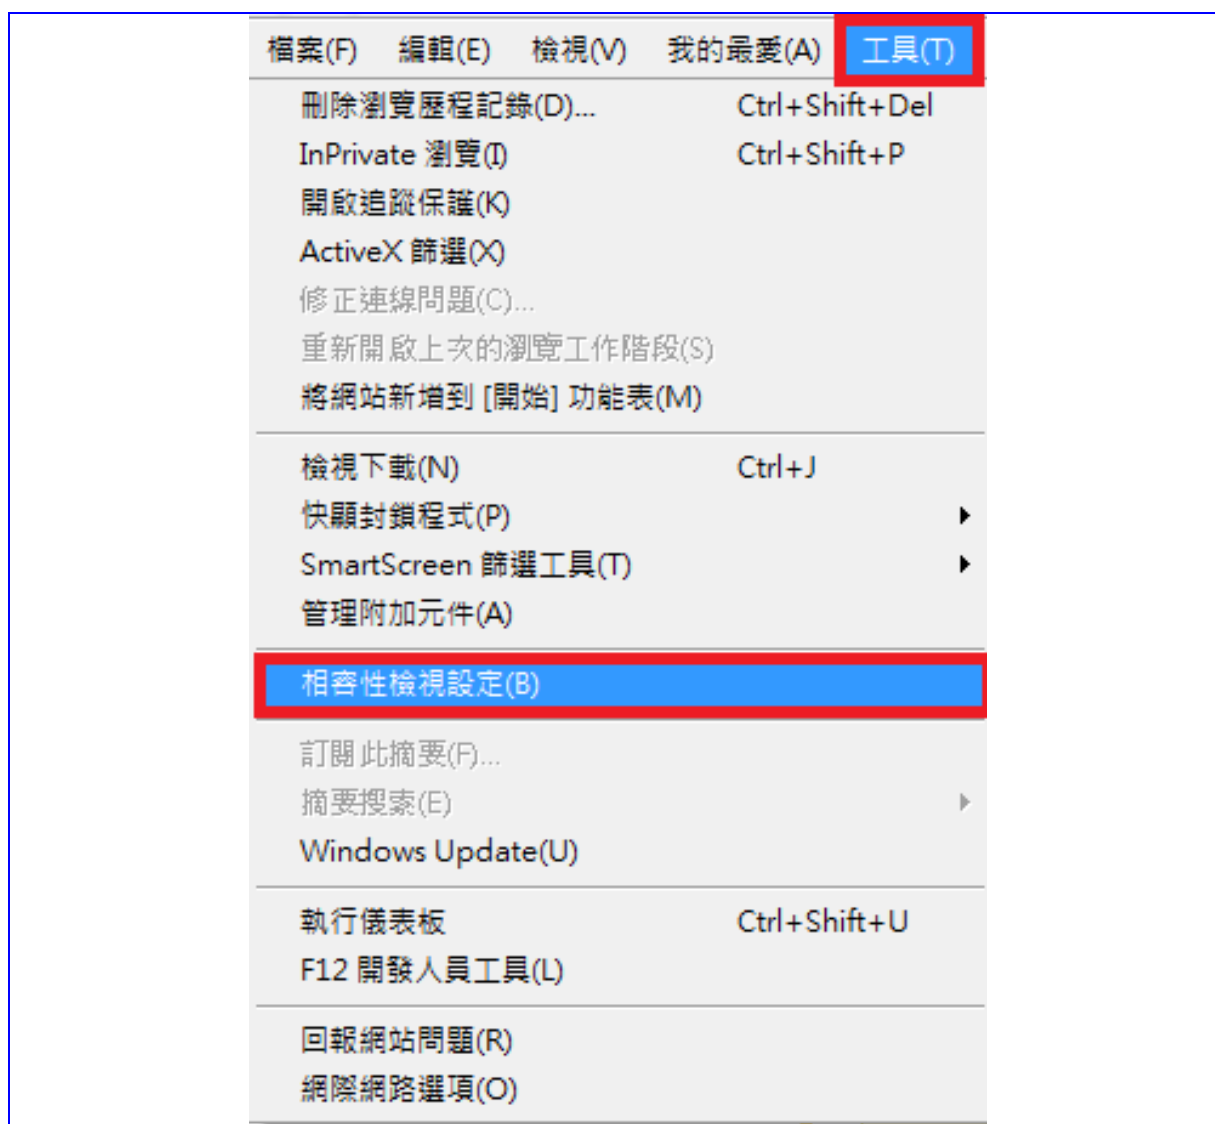 檔案(F) 編輯(E) 檢視(V) 我的最愛(A) 工具(T)
刪除瀏覽歷程記錄(D)... Ctrl+Shift+Del
InPrivate 瀏覽(I) Ctrl+Shift+P
開啟追蹤保護(K)
ActiveX 篩選(X)
修正連線問題(C)...
重新開啟上次的瀏覽工作階段(S)
將網站新增到 [開始] 功能表(M)
檢視下載(N) Ctrl+J
快顯封鎖程式(P)
SmartScreen 篩選工具(T)
管理附加元件(A)
相容性檢視設定(B)
訂閱此摘要(F)...
摘要搜索(E)
Windows Update(U)
執行儀表板 Ctrl+Shift+U
F12 開發人員工具(L)
回報網站問題(R)
網際網路選項(O)